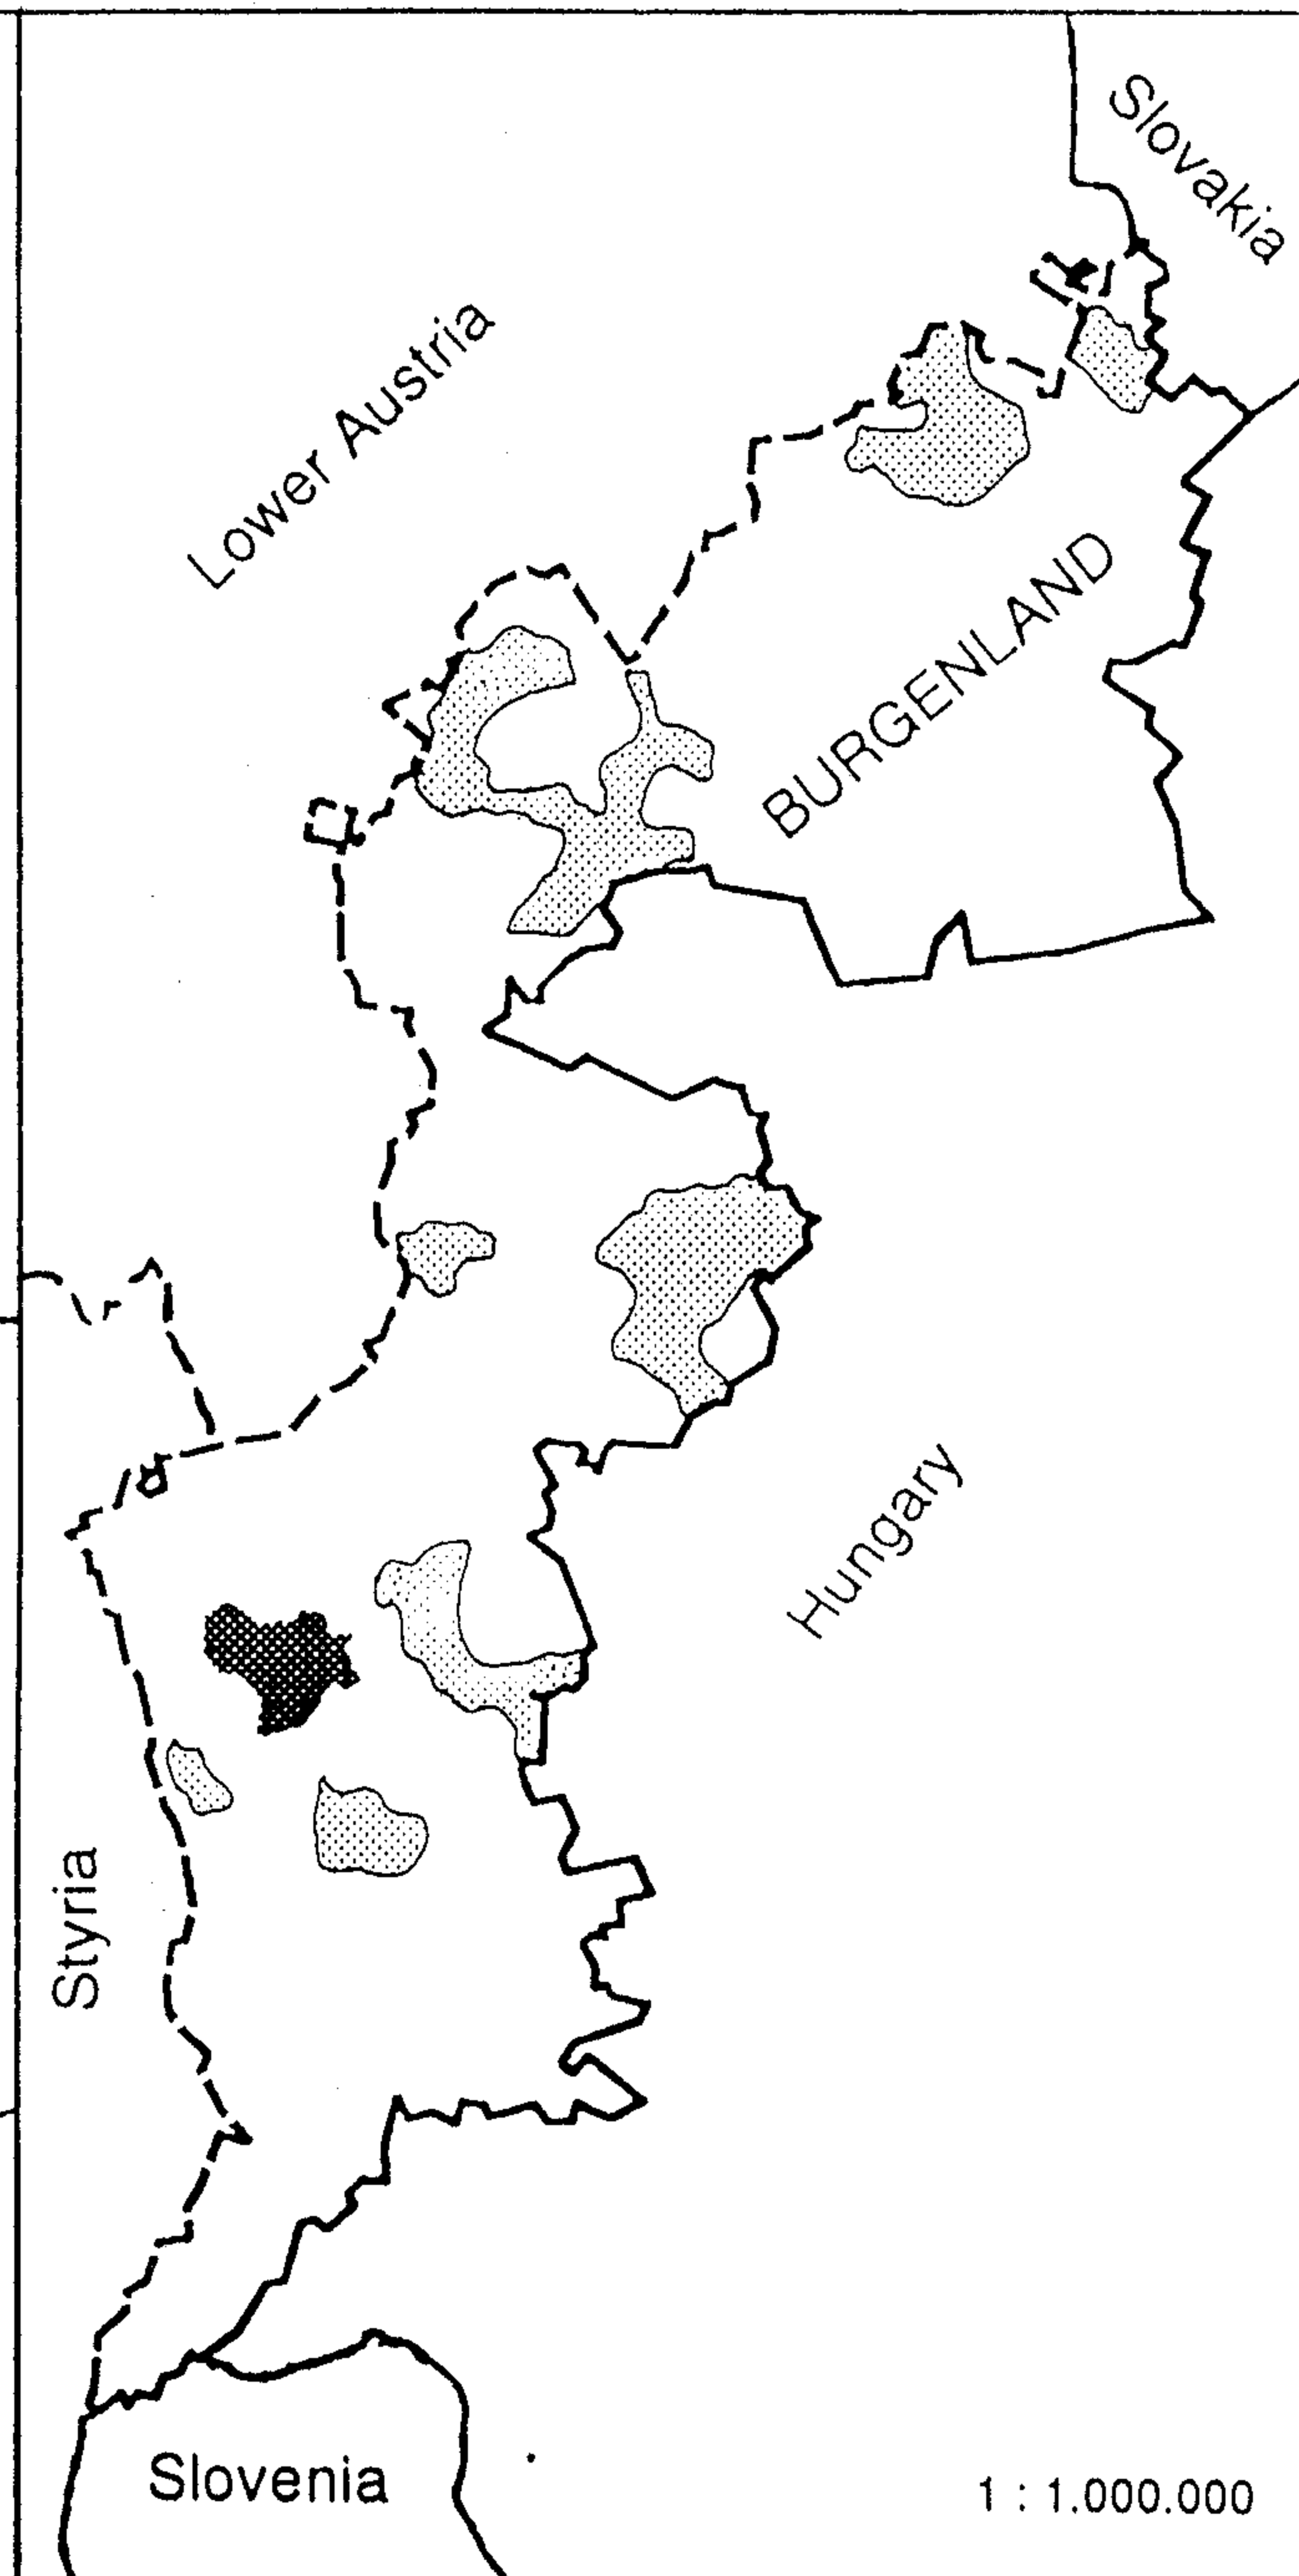 Slovakia
Lower Austria
BURGENLAND
Hungary
Styria
Slovenia
1 : 1.000.000